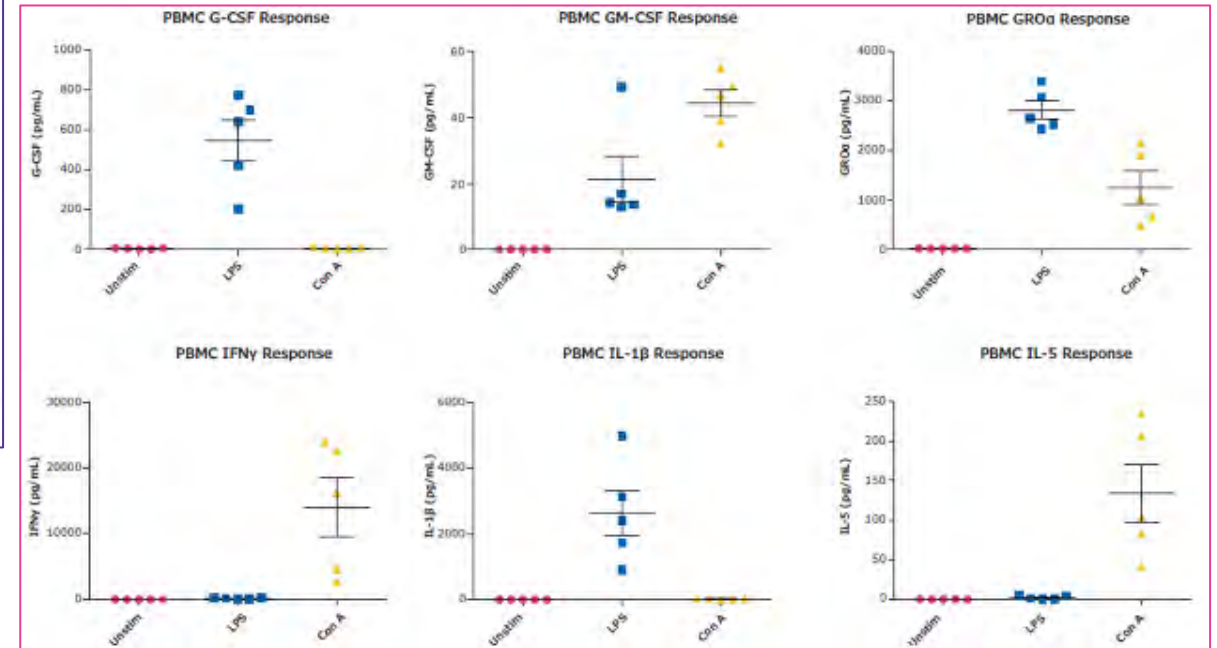 PBMC G-CSF Response
G-CSF (pg/mL)
1000
800
600
400
200
0
Unstim
LPS
Con A
PBMC GM-CSF Response
GM-CSF (pg/mL)
60
40
20
0
Unstim
LPS
Con A
PBMC GROα Response
GROα (pg/mL)
4000
3000
2000
1000
0
Unstim
LPS
Con A
PBMC IFNγ Response
IFNγ (pg/mL)
30000
20000
10000
0
Unstim
LPS
Con A
PBMC IL-1β Response
IL-1β (pg/mL)
6000
4000
2000
0
Unstim
LPS
Con A
PBMC IL-5 Response
IL-5 (pg/mL)
250
200
150
100
50
0
Unstim
LPS
Con A